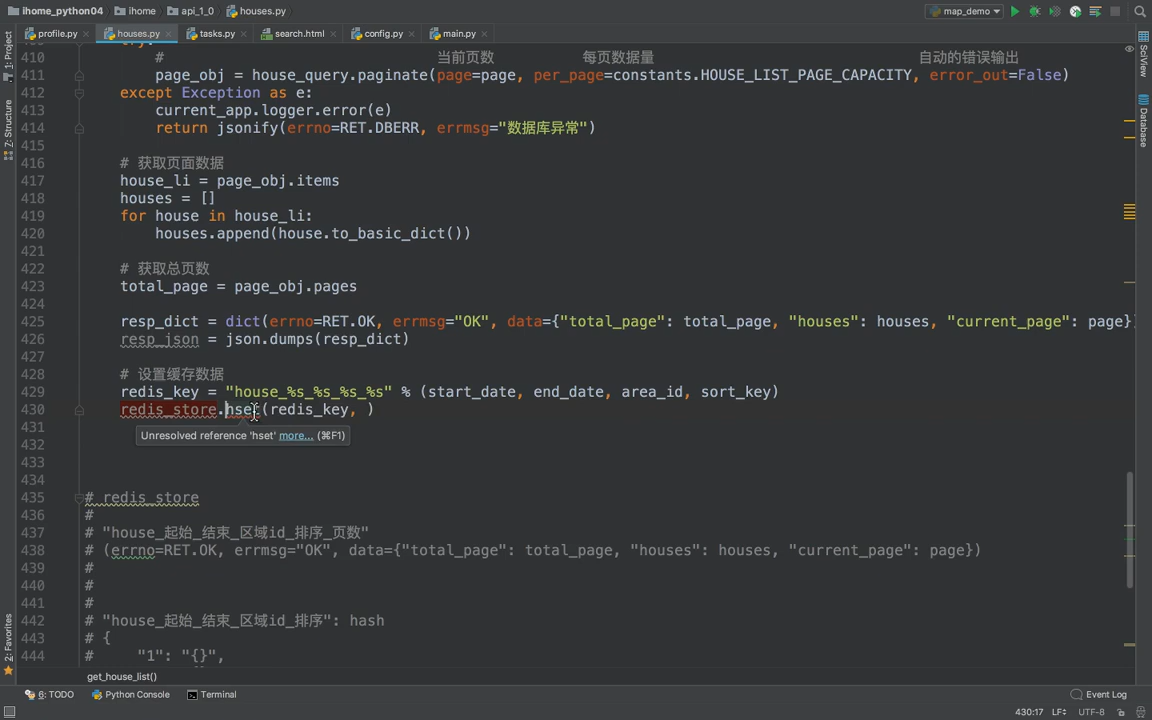 ihome_python04 ihome api_1_0 houses.py map_demo
profile.py houses.py tasks.py search.html config.py main.py
410 # 当前页数 每页数据量 自动的错误输出
411 page_obj = house_query.paginate(page=page, per_page=constants.HOUSE_LIST_PAGE_CAPACITY, error_out=False)
412 except Exception as e:
413 current_app.logger.error(e)
414 return jsonify(errno=RET.DBERR, errmsg="数据库异常")
415
416 # 获取页面数据
417 house_li = page_obj.items
418 houses = []
419 for house in house_li:
420 houses.append(house.to_basic_dict())
421
422 # 获取总页数
423 total_page = page_obj.pages
424
425 resp_dict = dict(errno=RET.OK, errmsg="OK", data={"total_page": total_page, "houses": houses, "current_page": page}
426 resp_json = json.dumps(resp_dict)
427
428 # 设置缓存数据
429 redis_key = "house_%s_%s_%s_%s" % (start_date, end_date, area_id, sort_key)
430 redis_store.hset(redis_key, )
431 Unresolved reference 'hset' more... (⌘F1)
432
433
434
435 # redis_store
436 #
437 # "house_起始_结束_区域id_排序_页数"
438 # (errno=RET.OK, errmsg="OK", data={"total_page": total_page, "houses": houses, "current_page": page})
439 #
440 #
441 #
442 # "house_起始_结束_区域id_排序": hash
443 # {
444 # "1": "{}",
get_house_list()
6: TODO Python Console Terminal Event Log
430:17 LF UTF-8
1: Project
7: Structure
2: Favorites
SciView
Database